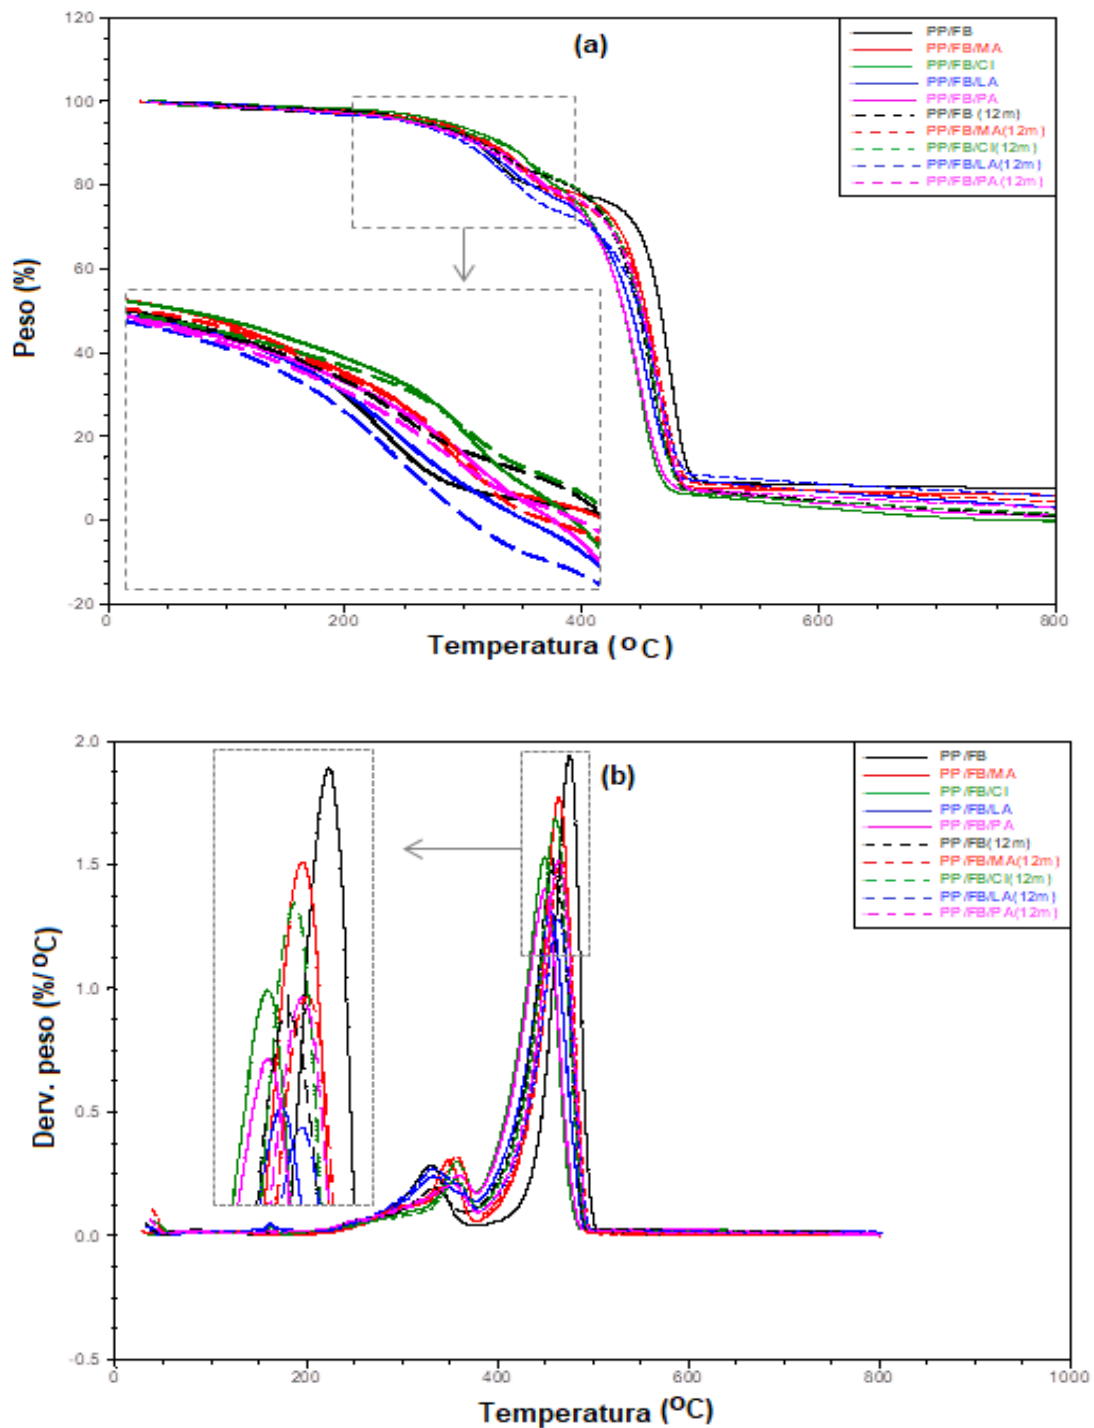 120
100
80
60
40
20
0
-20
Peso (%)
(a)
PP/FB
PP/FB/MA
PP/FB/CI
PP/FB/LA
PP/FB/PA
PP/FB (12m)
PP/FB/MA(12m)
PP/FB/CI(12m)
PP/FB/LA(12m)
PP/FB/PA(12m)
0 200 400 600 800
Temperatura (ºC)
2.0
1.5
1.0
0.5
0.0
-0.5
Derv. peso (%/ºC)
(b)
PP/FB
PP/FB/MA
PP/FB/CI
PP/FB/LA
PP/FB/PA
PP/FB(12m)
PP/FB/MA(12m)
PP/FB/CI(12m)
PP/FB/LA(12m)
PP/FB/PA(12m)
0 200 400 600 800 1000
Temperatura (ºC)